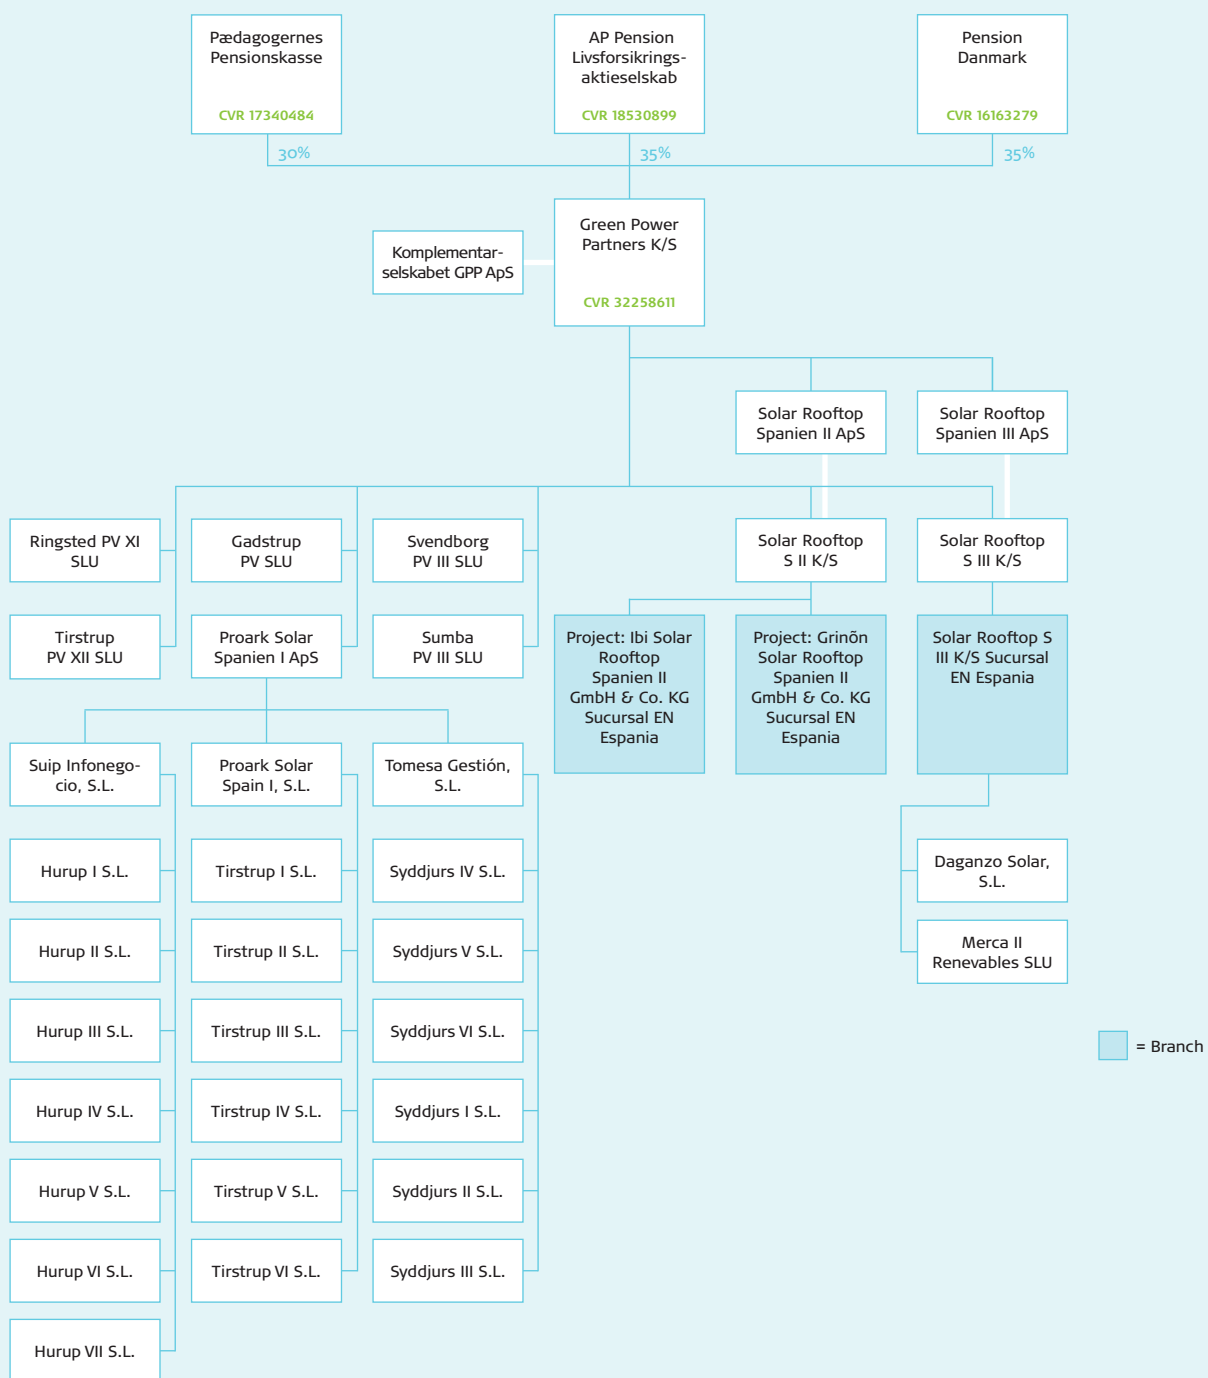 Pædagogernes
Pensionskasse
CVR 17340484
AP Pension
Livsforsikrings-
aktieselskab
CVR 18530899
Pension
Danmark
CVR 16163279
30%
35%
35%
Green Power
Partners K/S
CVR 32258611
Komplementar-
selskabet GPP ApS
Solar Rooftop
Spanien II ApS
Solar Rooftop
Spanien III ApS
Ringsted PV XI
SLU
Gadstrup
PV SLU
Svendborg
PV III SLU
Solar Rooftop
S II K/S
Solar Rooftop
S III K/S
Tirstrup
PV XII SLU
Proark Solar
Spanien I ApS
Sumba
PV III SLU
Project: Ibi Solar
Rooftop
Spanien II
GmbH & Co. KG
Sucursal EN
Espania
Project: Grinõn
Solar Rooftop
Spanien II
GmbH & Co. KG
Sucursal EN
Espania
Solar Rooftop S
III K/S Sucursal
EN Espania
Suip Infonego-
cio, S.L.
Proark Solar
Spain I, S.L.
Tomesa Gestión,
S.L.
Hurup I S.L.
Tirstrup I S.L.
Syddjurs IV S.L.
Daganzo Solar,
S.L.
Hurup II S.L.
Tirstrup II S.L.
Syddjurs V S.L.
Merca II
Renevables SLU
Hurup III S.L.
Tirstrup III S.L.
Syddjurs VI S.L.
= Branch
Hurup IV S.L.
Tirstrup IV S.L.
Syddjurs I S.L.
Hurup V S.L.
Tirstrup V S.L.
Syddjurs II S.L.
Hurup VI S.L.
Tirstrup VI S.L.
Syddjurs III S.L.
Hurup VII S.L.